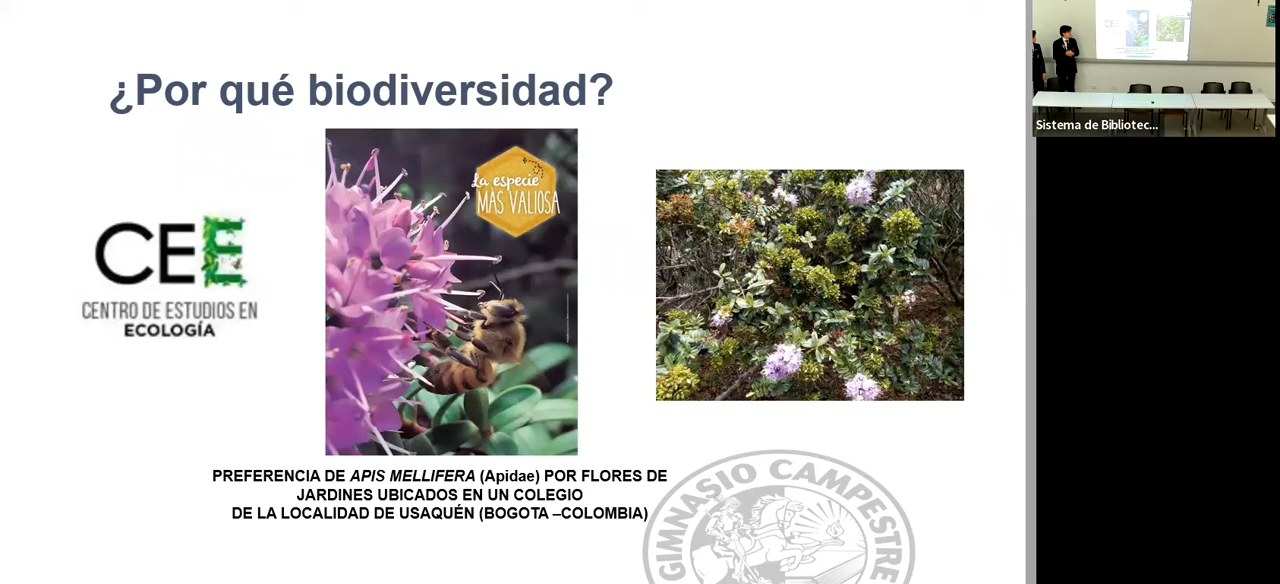 ¿Por qué biodiversidad?
La especie
MÁS VALIOSA
CEE
CENTRO DE ESTUDIOS EN
ECOLOGÍA
PREFERENCIA DE APIS MELLIFERA (Apidae) POR FLORES DE
JARDINES UBICADOS EN UN COLEGIO
DE LA LOCALIDAD DE USAQUÉN (BOGOTA –COLOMBIA)
GIMNASIO CAMPESTRE
Sistema de Bibliotec...